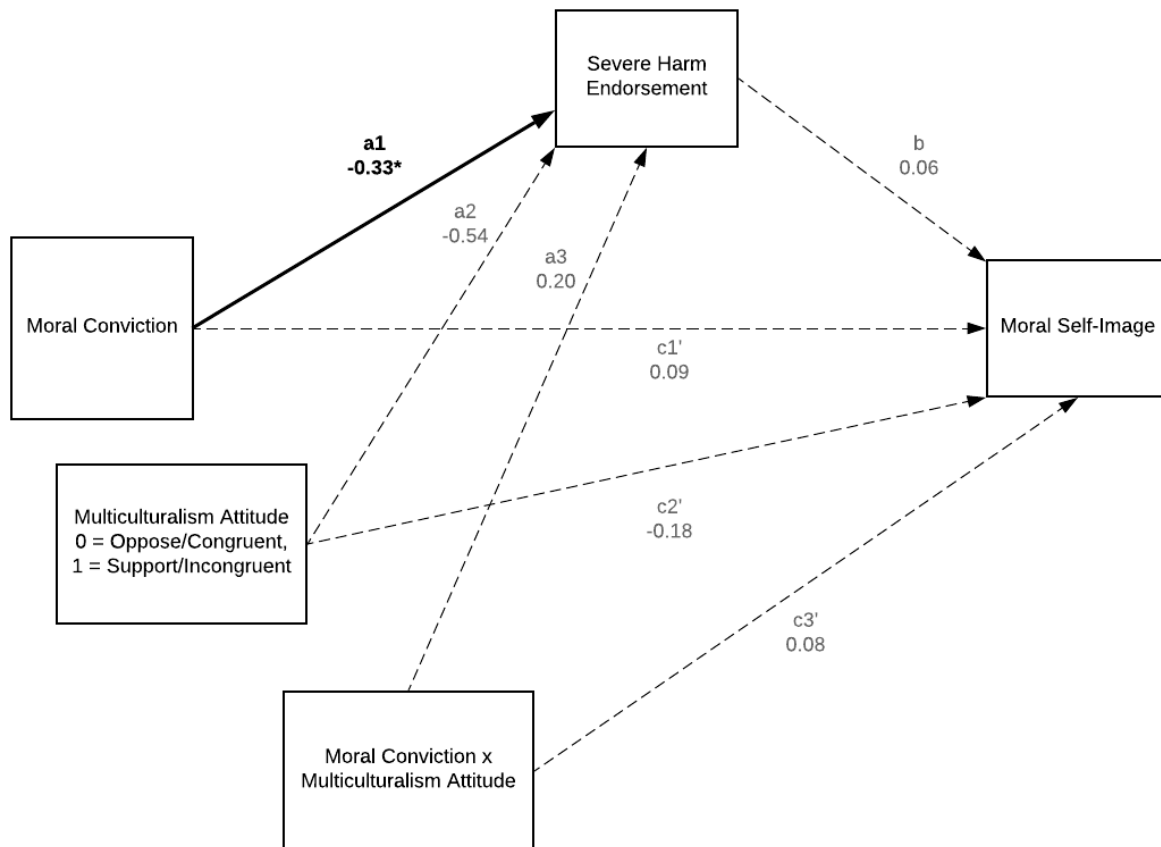 Severe Harm
Endorsement
a1
-0.33*
b
0.06
a2
-0.54
a3
0.20
Moral Conviction
Moral Self-Image
c1'
0.09
Multiculturalism Attitude
0 = Oppose/Congruent,
1 = Support/Incongruent
c2'
-0.18
c3'
0.08
Moral Conviction x
Multiculturalism Attitude